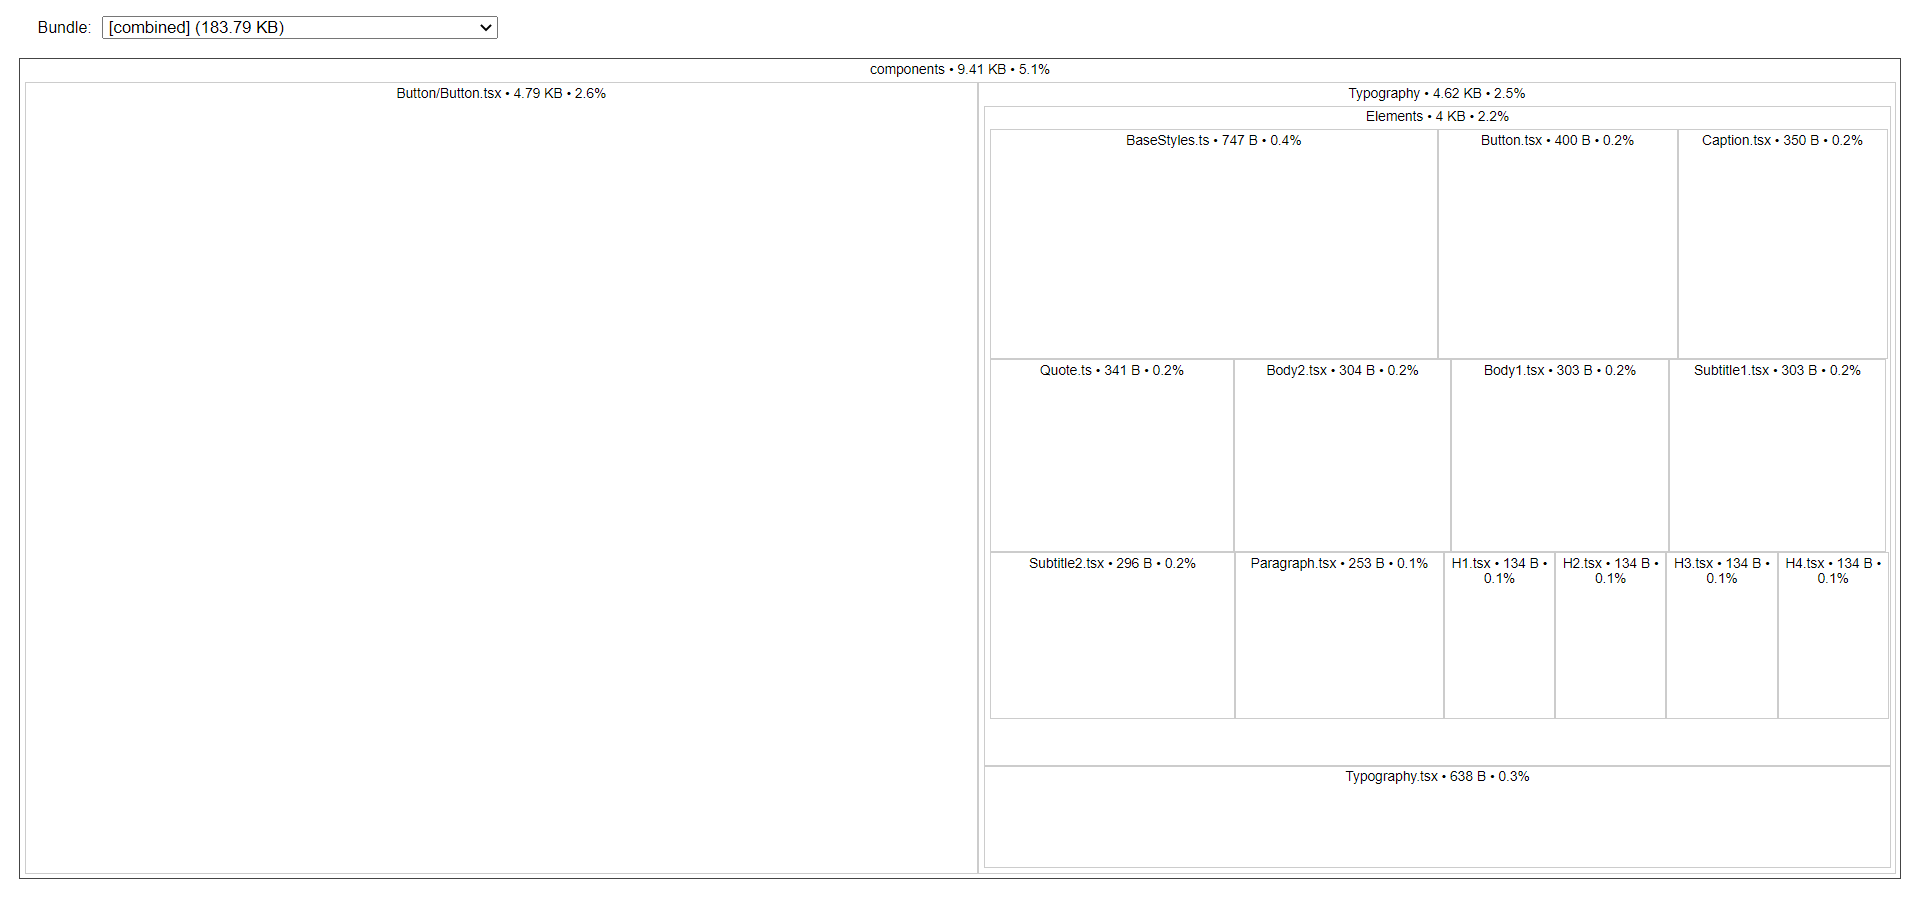 Bundle: [combined] (183.79 KB)
components • 9.41 KB • 5.1%
Button/Button.tsx • 4.79 KB • 2.6%
Typography • 4.62 KB • 2.5%
Elements • 4 KB • 2.2%
BaseStyles.ts • 747 B • 0.4%
Button.tsx • 400 B • 0.2%
Caption.tsx • 350 B • 0.2%
Quote.ts • 341 B • 0.2%
Body2.tsx • 304 B • 0.2%
Body1.tsx • 303 B • 0.2%
Subtitle1.tsx • 303 B • 0.2%
Subtitle2.tsx • 296 B • 0.2%
Paragraph.tsx • 253 B • 0.1%
H1.tsx • 134 B •
0.1%
H2.tsx • 134 B •
0.1%
H3.tsx • 134 B •
0.1%
H4.tsx • 134 B •
0.1%
Typography.tsx • 638 B • 0.3%